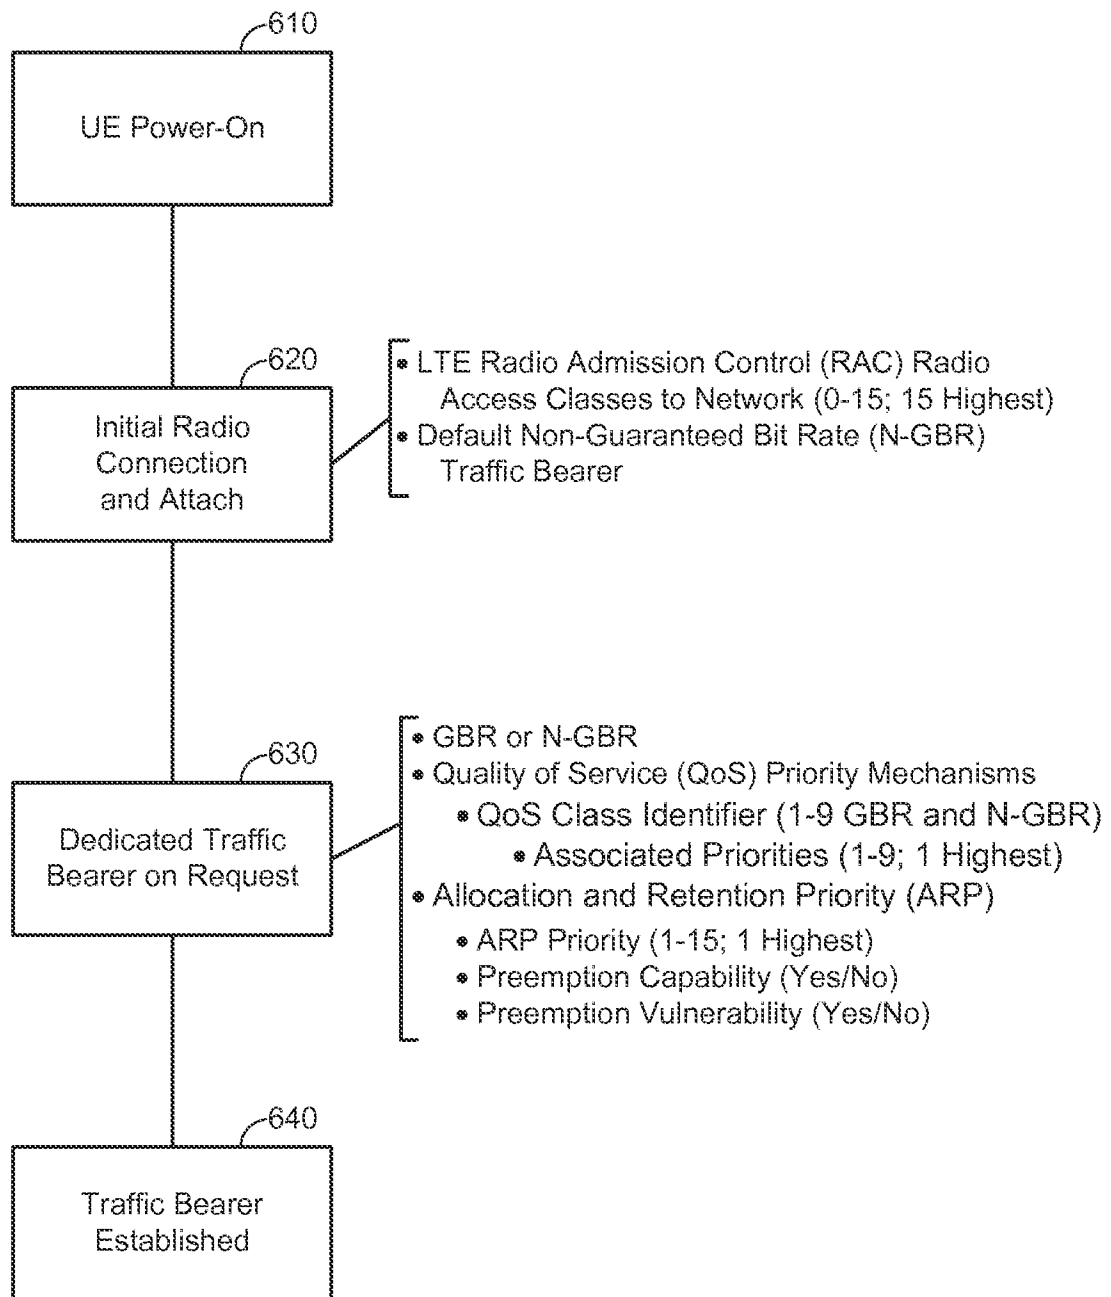 610
UE Power-On
620
Initial Radio
Connection
and Attach
• LTE Radio Admission Control (RAC) Radio
Access Classes to Network (0-15; 15 Highest)
• Default Non-Guaranteed Bit Rate (N-GBR)
Traffic Bearer
630
Dedicated Traffic
Bearer on Request
• GBR or N-GBR
• Quality of Service (QoS) Priority Mechanisms
• QoS Class Identifier (1-9 GBR and N-GBR)
• Associated Priorities (1-9; 1 Highest)
• Allocation and Retention Priority (ARP)
• ARP Priority (1-15; 1 Highest)
• Preemption Capability (Yes/No)
• Preemption Vulnerability (Yes/No)
640
Traffic Bearer
Established